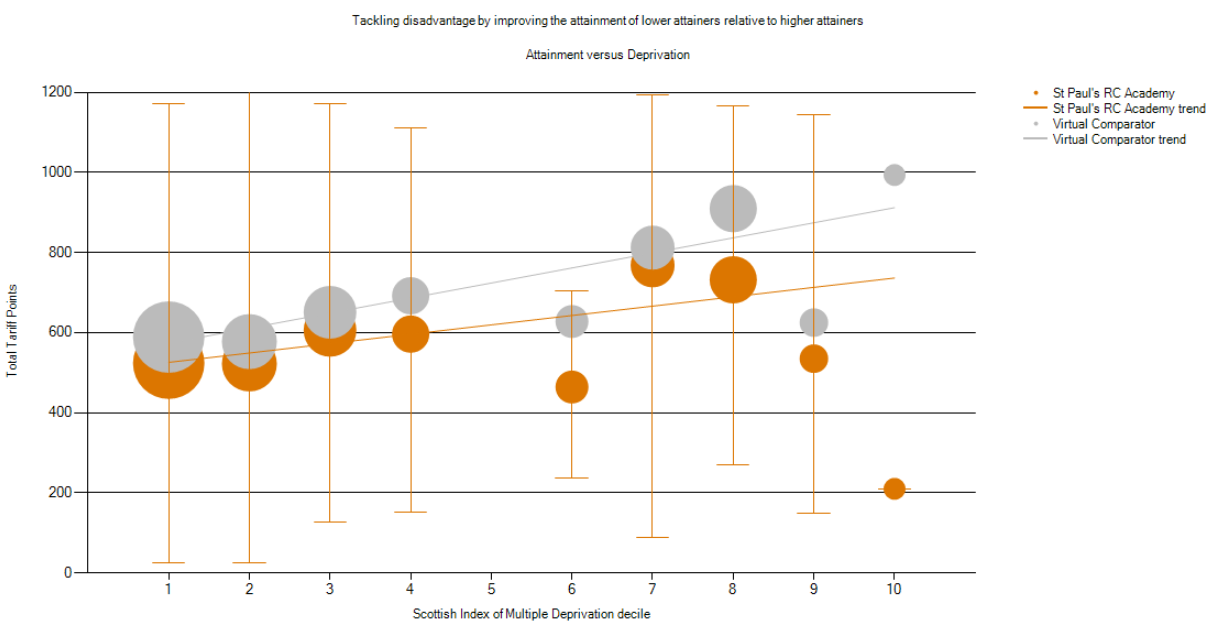 Tackling disadvantage by improving the attainment of lower attainers relative to higher attainers
Attainment versus Deprivation
St Paul's RC Academy
St Paul's RC Academy trend
Virtual Comparator
Virtual Comparator trend
Total Tariff Points
1200
1000
800
600
400
200
0
1 2 3 4 5 6 7 8 9 10
Scottish Index of Multiple Deprivation decile